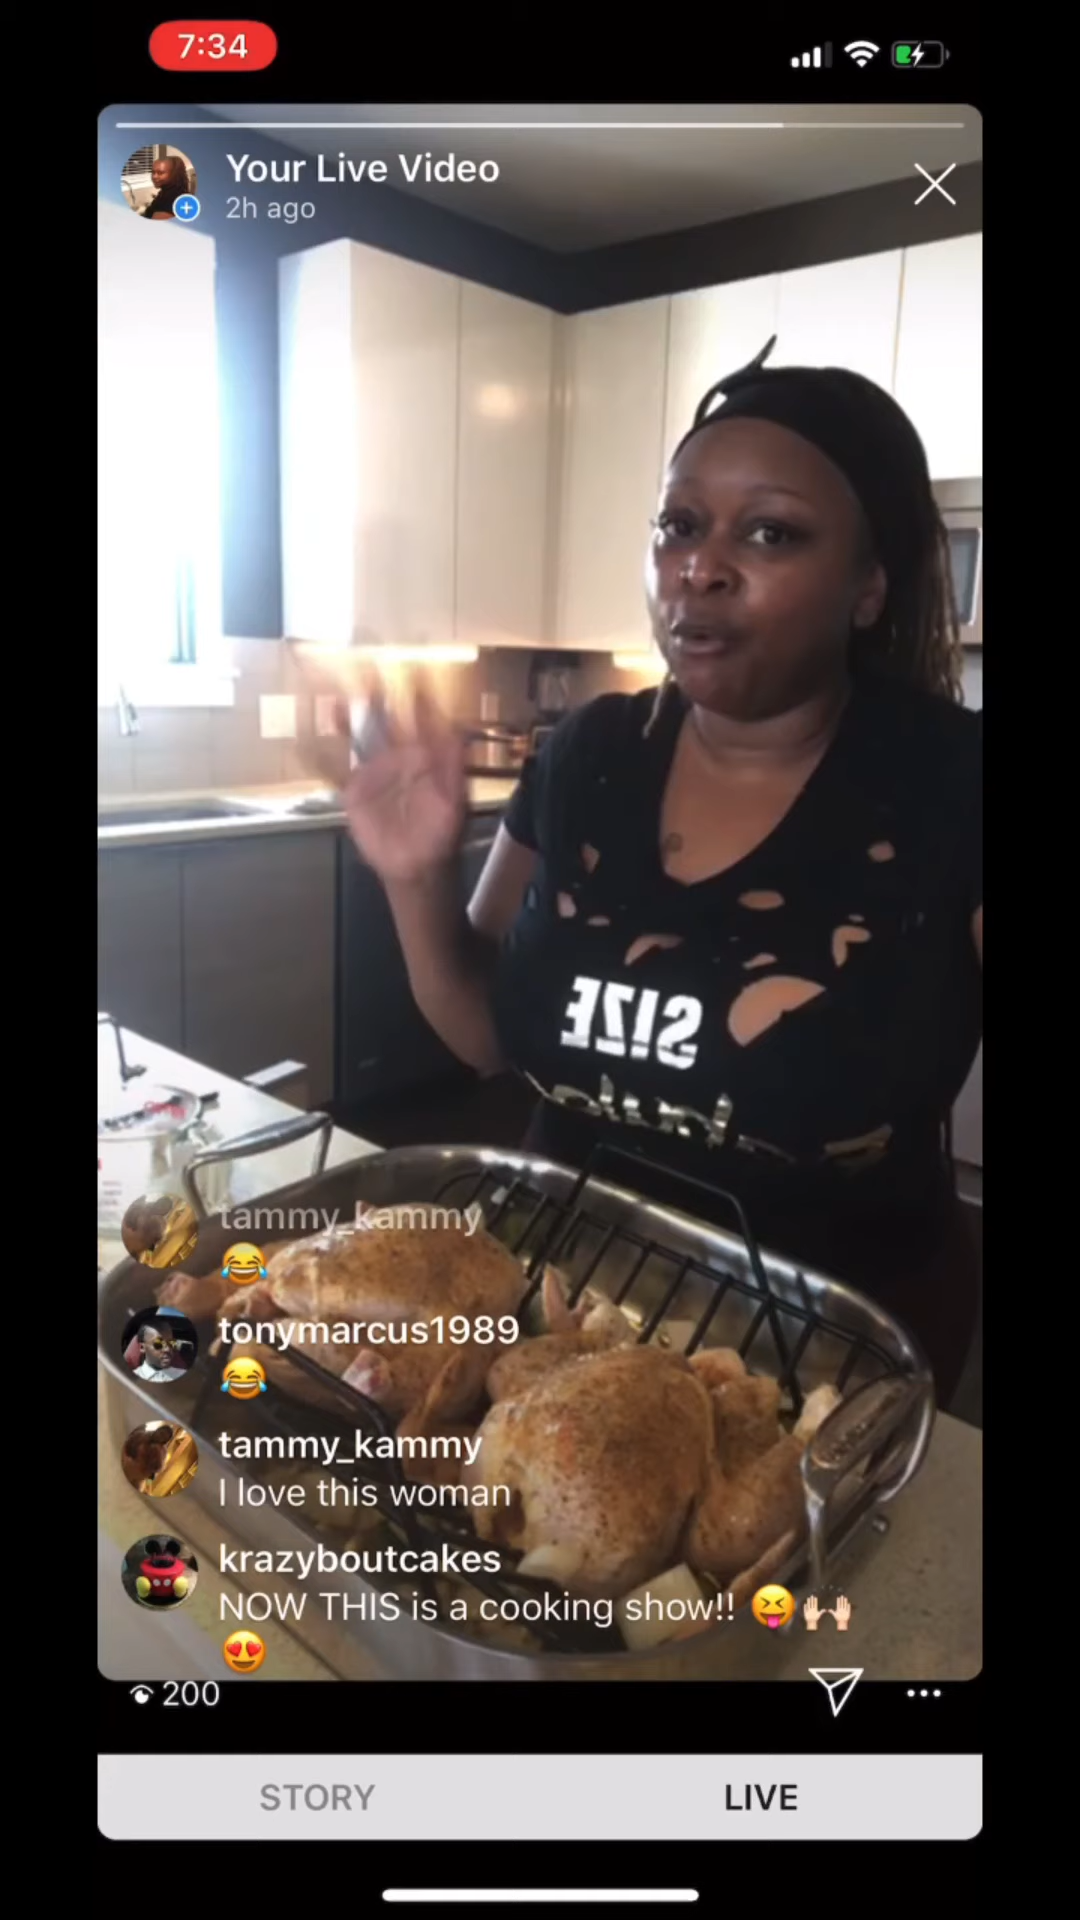 7:34
Your Live Video
2h ago
SIZE
tammy_kammy
😂
tonymarcus1989
😂
tammy_kammy
I love this woman
krazyboutcakes
NOW THIS is a cooking show!! 😝🙌🏻
😍
200
STORY
LIVE